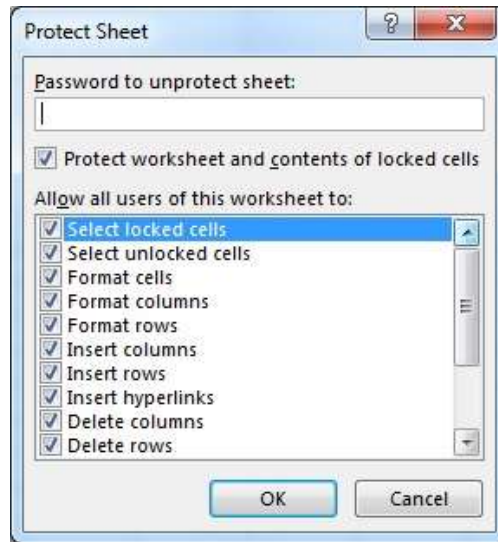 Protect Sheet
Password to unprotect sheet:
Protect worksheet and contents of locked cells
Allow all users of this worksheet to:
Select locked cells
Select unlocked cells
Format cells
Format columns
Format rows
Insert columns
Insert rows
Insert hyperlinks
Delete columns
Delete rows
OK Cancel